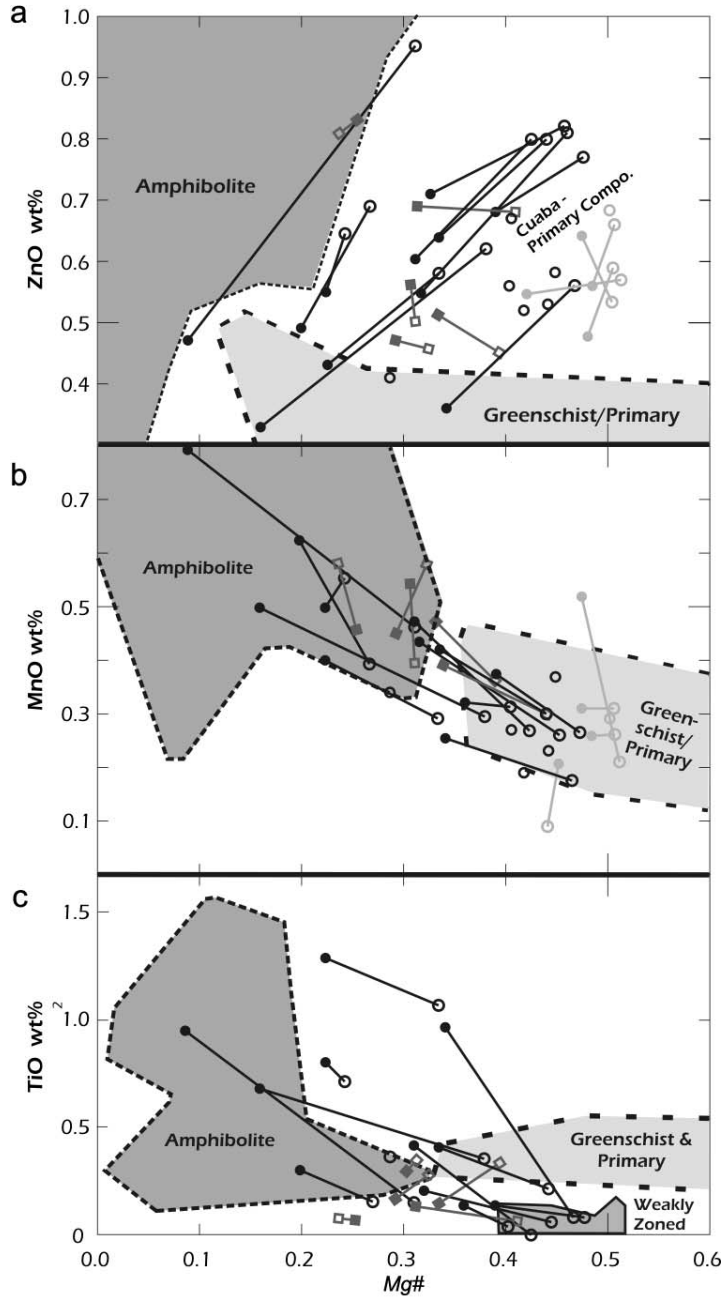 a
1.0
0.9
0.8
0.7
0.6
0.5
0.4
ZnO wt%
Amphibolite
Cuaba -
Primary Compo.
Greenschist/Primary
b
0.7
0.5
0.3
0.1
MnO wt%
Amphibolite
Green-
schist/
Primary
c
1.5
1.0
0.5
0
TiO wt%
2
Amphibolite
Greenschist &
Primary
Weakly
Zoned
0.0 0.1 0.2 0.3 0.4 0.5 0.6
Mg#